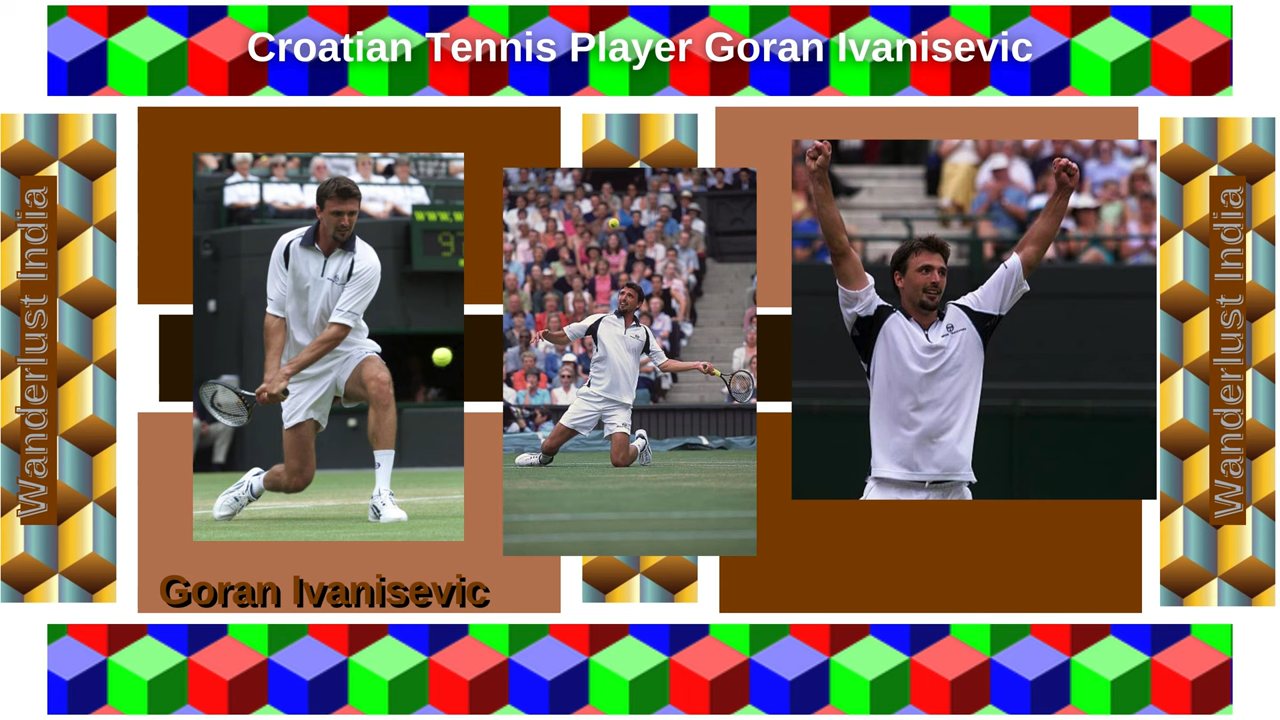 Croatian Tennis Player Goran Ivanisevic
Wanderlust India
Wanderlust India
Goran Ivanisevic